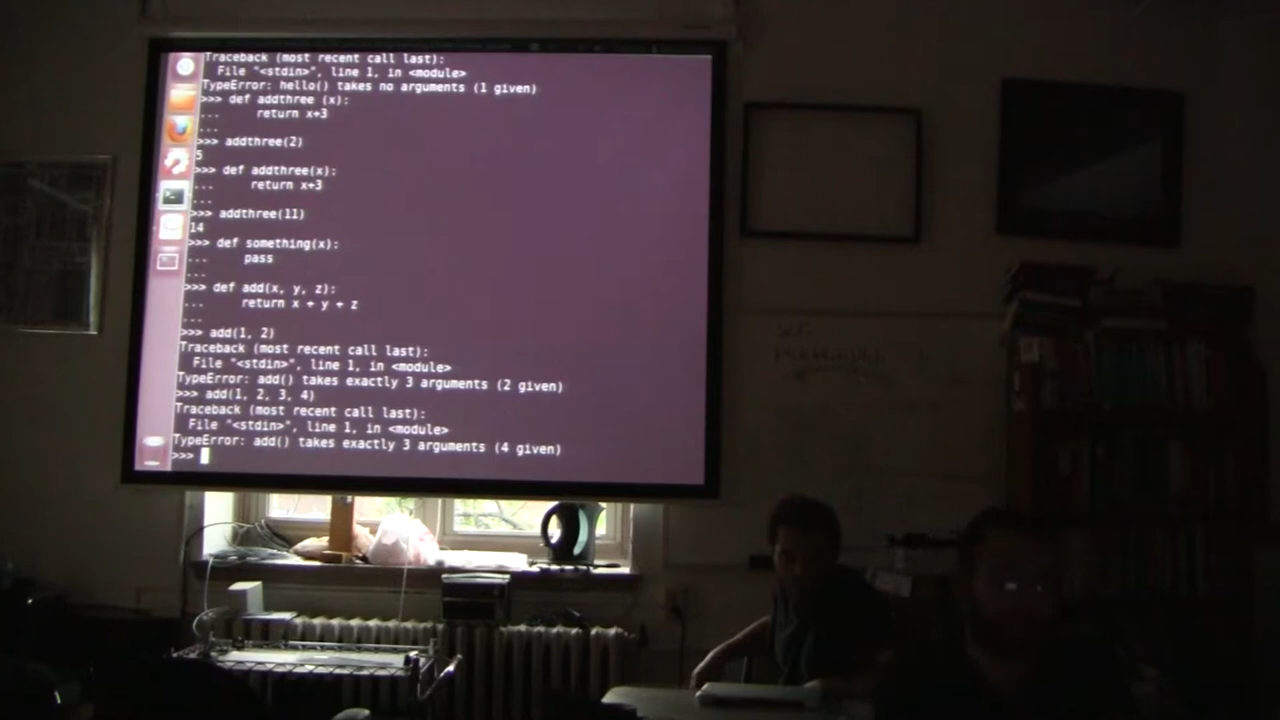 Traceback (most recent call last):
File "<stdin>", line 1, in <module>
TypeError: hello() takes no arguments (1 given)
>>> def addthree (x):
... return x+3
...
>>> addthree(2)
5
>>> def addthree(x):
... return x+3
...
>>> addthree(11)
14
>>> def something(x):
... pass
...
>>> def add(x, y, z):
... return x + y + z
...
>>> add(1, 2)
Traceback (most recent call last):
File "<stdin>", line 1, in <module>
TypeError: add() takes exactly 3 arguments (2 given)
>>> add(1, 2, 3, 4)
Traceback (most recent call last):
File "<stdin>", line 1, in <module>
TypeError: add() takes exactly 3 arguments (4 given)
>>>